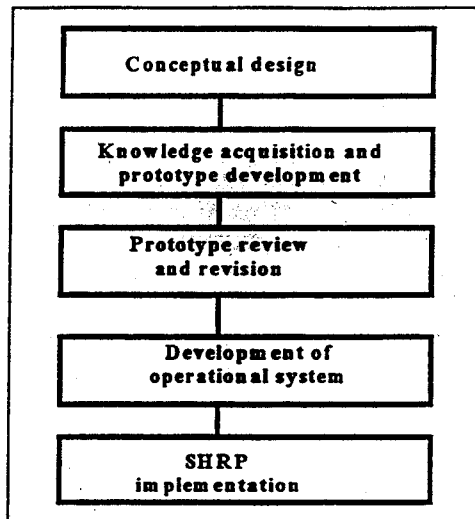 Conceptual design
Knowledge acquisition and
prototype development
Prototype review
and revision
Development of
operational system
SHRP
implementation